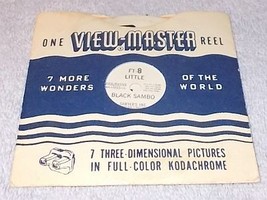 ONE VIEW-MASTER REEL
FT-8
LITTLE
7 MORE WONDERS OF THE WORLD
BLACK SAMBO
7 THREE-DIMENSIONAL PICTURES
IN FULL-COLOR KODACHROME